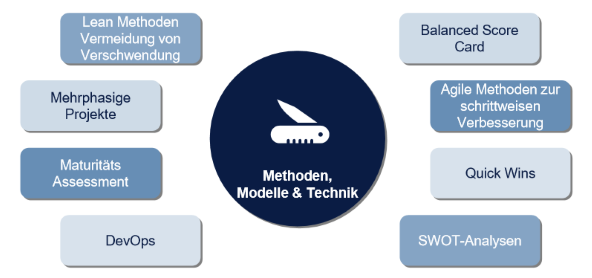 Lean Methoden
Vermeidung von
Verschwendung
Mehrphasige
Projekte
Maturitäts
Assessment
DevOps
Methoden,
Modelle & Technik
Balanced Score
Card
Agile Methoden zur
schrittweisen
Verbesserung
Quick Wins
SWOT-Analysen